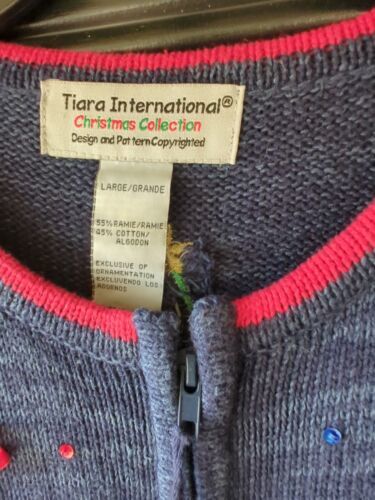 Tiara International®
Christmas Collection
Design and Pattern Copyrighted
LARGE/GRANDE
55% RAMIE/RAMIE
45% COTTON/
ALGODON
EXCLUSIVE OF
ORNAMENTATION
EXCLUVENDO LOS
ADORNOS